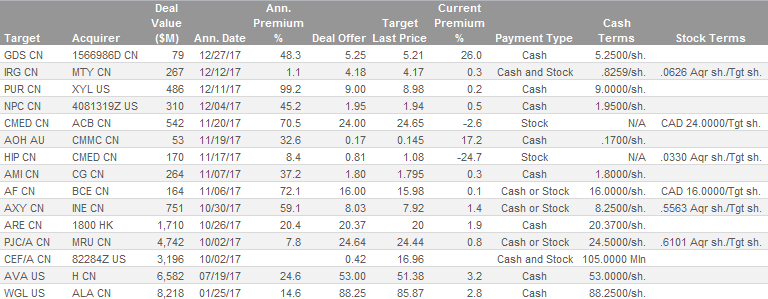 Target Acquirer Deal Value ($M) Ann. Date Ann. Premium % Deal Offer Target Last Price Current Premium % Payment Type Cash Terms Stock Terms
GDS CN 1566986D CN 79 12/27/17 48.3 5.25 5.21 26.0 Cash 5.2500/sh.
IRG CN MTY CN 267 12/12/17 1.1 4.18 4.17 0.3 Cash and Stock .8259/sh. .0626 Aqr sh./Tgt sh.
PUR CN XYL US 486 12/11/17 99.2 9.00 8.98 0.2 Cash 9.0000/sh.
NPC CN 4081319Z US 310 12/04/17 45.2 1.95 1.94 0.5 Cash 1.9500/sh.
CMED CN ACB CN 542 11/20/17 70.5 24.00 24.65 -2.6 Stock N/A CAD 24.0000/Tgt sh.
AOH AU CMMC CN 53 11/19/17 32.6 0.17 0.145 17.2 Cash .1700/sh.
HIP CN CMED CN 170 11/17/17 8.4 0.81 1.08 -24.7 Stock N/A .0330 Aqr sh./Tgt sh.
AMI CN CG CN 264 11/07/17 37.2 1.80 1.795 0.3 Cash 1.8000/sh.
AF CN BCE CN 164 11/06/17 72.1 16.00 15.98 0.1 Cash or Stock 16.0000/sh. CAD 16.0000/Tgt sh.
AXY CN INE CN 751 10/30/17 59.1 8.03 7.92 1.4 Cash or Stock 8.2500/sh. .5563 Aqr sh./Tgt sh.
ARE CN 1800 HK 1,710 10/26/17 20.4 20.37 20 1.9 Cash 20.3700/sh.
PJC/A CN MRU CN 4,742 10/02/17 7.8 24.64 24.44 0.8 Cash or Stock 24.5000/sh. .6101 Aqr sh./Tgt sh.
CEF/A CN 82284Z US 3,196 10/02/17 0.42 16.96 Cash and Stock 105.0000 Mln
AVA US H CN 6,582 07/19/17 24.6 53.00 51.38 3.2 Cash 53.0000/sh.
WGL US ALA CN 8,218 01/25/17 14.6 88.25 85.87 2.8 Cash 88.2500/sh.